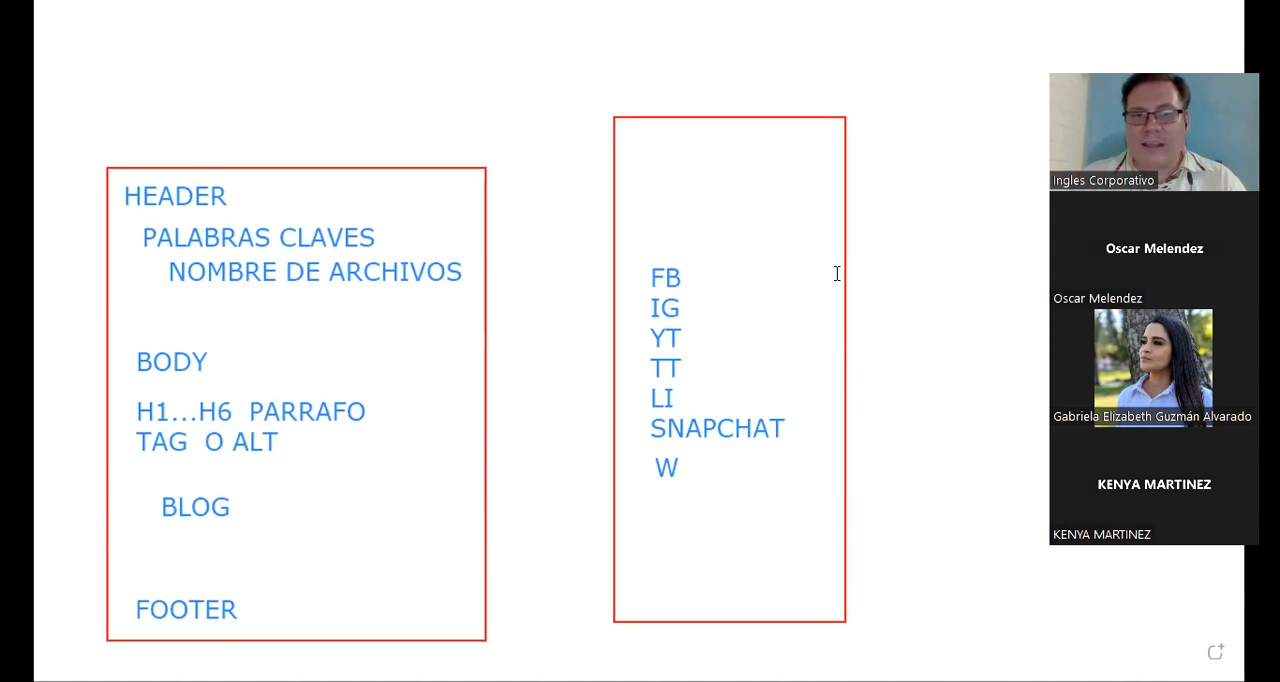 HEADER
PALABRAS CLAVES
NOMBRE DE ARCHIVOS
BODY
H1...H6 PARRAFO
TAG O ALT
BLOG
FOOTER
FB
IG
YT
TT
LI
SNAPCHAT
W
Ingles Corporativo
Oscar Melendez
Oscar Melendez
Gabriela Elizabeth Guzmán Alvarado
KENYA MARTINEZ
KENYA MARTINEZ